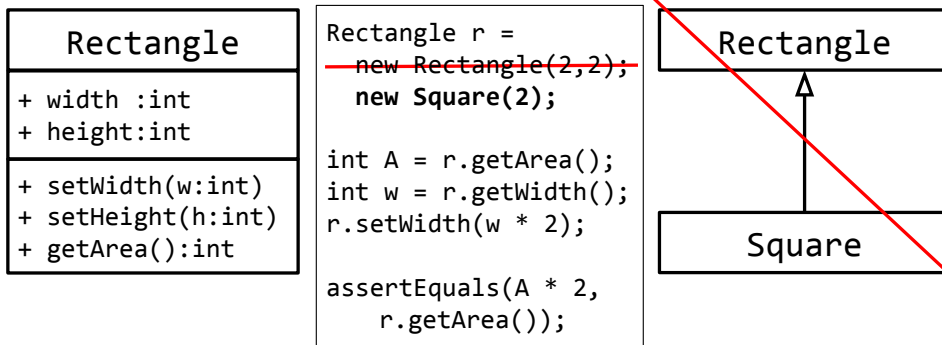 Rectangle
+ width :int
+ height:int
+ setWidth(w:int)
+ setHeight(h:int)
+ getArea():int
Rectangle r =
new Rectangle(2,2);
new Square(2);
int A = r.getArea();
int w = r.getWidth();
r.setWidth(w * 2);
assertEquals(A * 2,
r.getArea());
Rectangle
Square